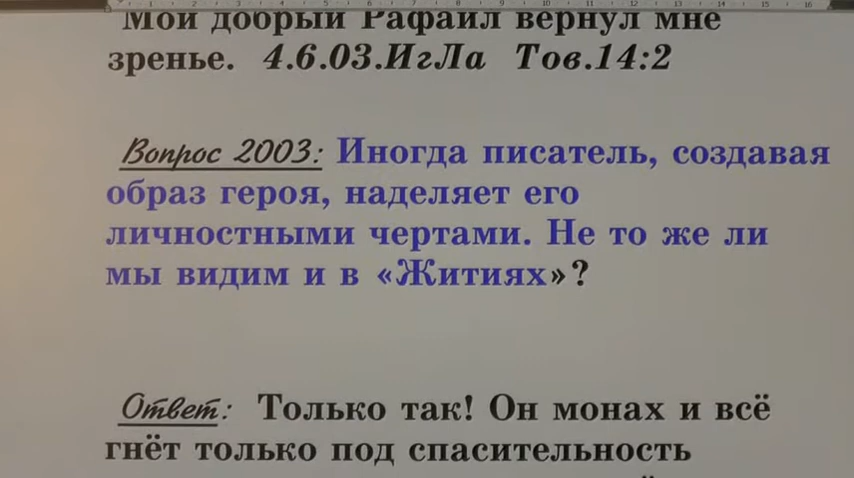 Мой добрый Рафаил вернул мне
зренье. 4.6.03.ИгЛа Тов.14:2
Вопрос 2003: Иногда писатель, создавая
образ героя, наделяет его
личностными чертами. Не то же ли
мы видим и в «Житиях»?
Ответ: Только так! Он монах и всё
гнёт только под спасительность